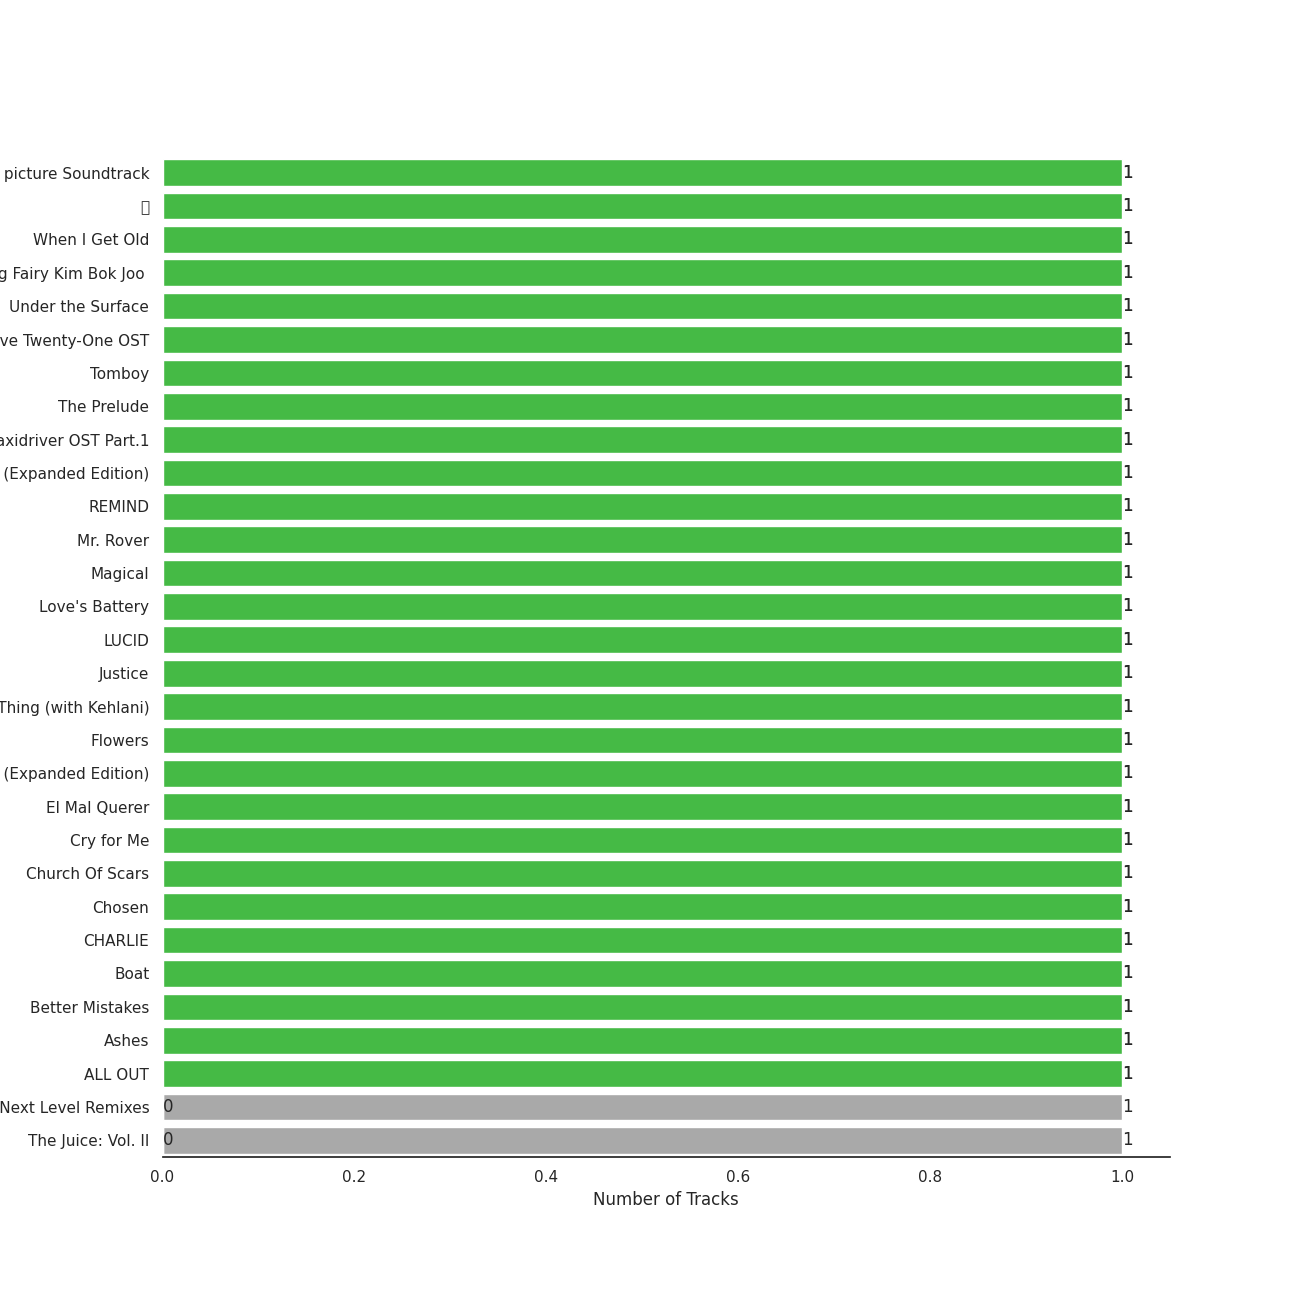 picture Soundtrack 1
1
When I Get Old 1
g Fairy Kim Bok Joo 1
Under the Surface 1
ve Twenty-One OST 1
Tomboy 1
The Prelude 1
axidriver OST Part.1 1
(Expanded Edition) 1
REMIND 1
Mr. Rover 1
Magical 1
Love's Battery 1
LUCID 1
Justice 1
Thing (with Kehlani) 1
Flowers 1
(Expanded Edition) 1
El Mal Querer 1
Cry for Me 1
Church Of Scars 1
Chosen 1
CHARLIE 1
Boat 1
Better Mistakes 1
Ashes 1
ALL OUT 1
Next Level Remixes 0 1
The Juice: Vol. II 0 1
0.0 0.2 0.4 0.6 0.8 1.0
Number of Tracks